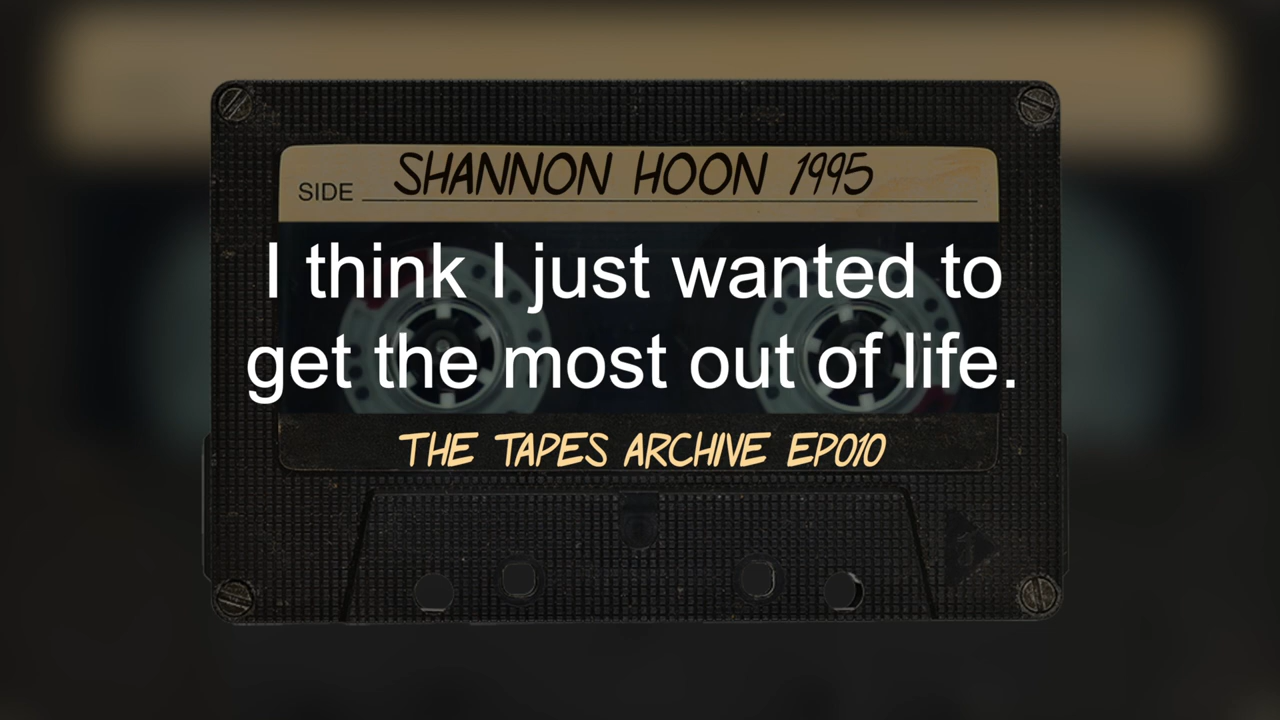 SHANNON HOON 1995
SIDE
I think I just wanted to
get the most out of life.
THE TAPES ARCHIVE EP010